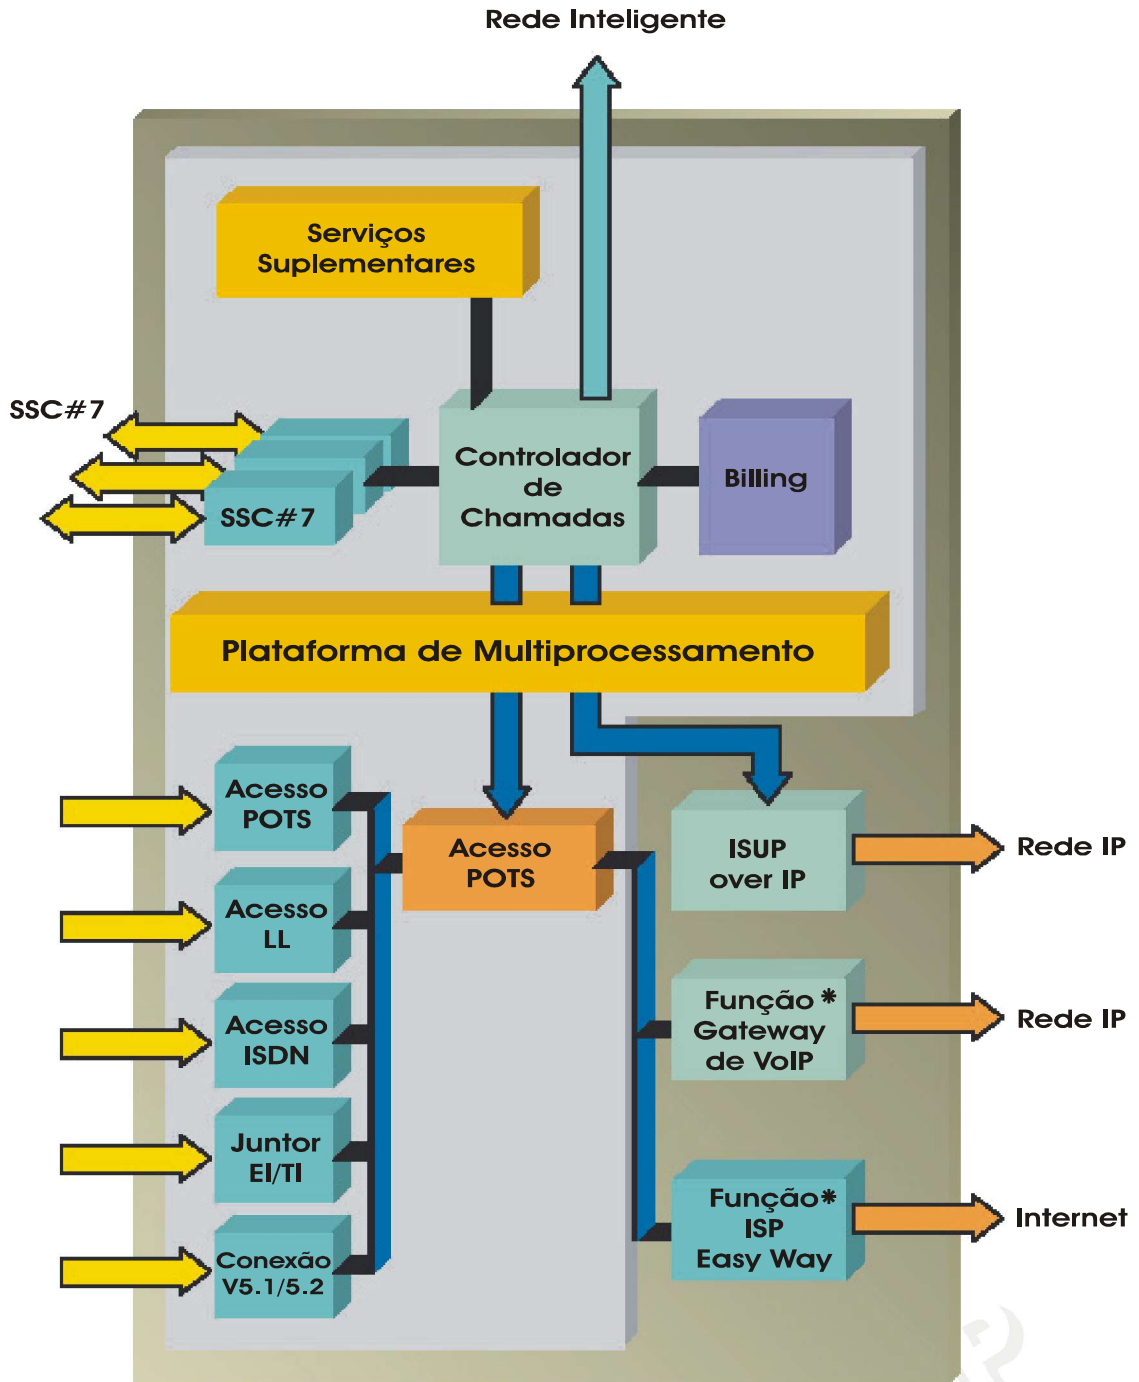 Rede Inteligente
Serviços
Suplementares
SSC#7
SSC#7
Controlador
de
Chamadas
Billing
Plataforma de Multiprocessamento
Acesso
POTS
Acesso
LL
Acesso
ISDN
Juntor
EI/TI
Conexão
V5.1/5.2
Acesso
POTS
ISUP
over IP
Rede IP
Função *
Gateway
de VoIP
Rede IP
Função*
ISP
Easy Way
Internet